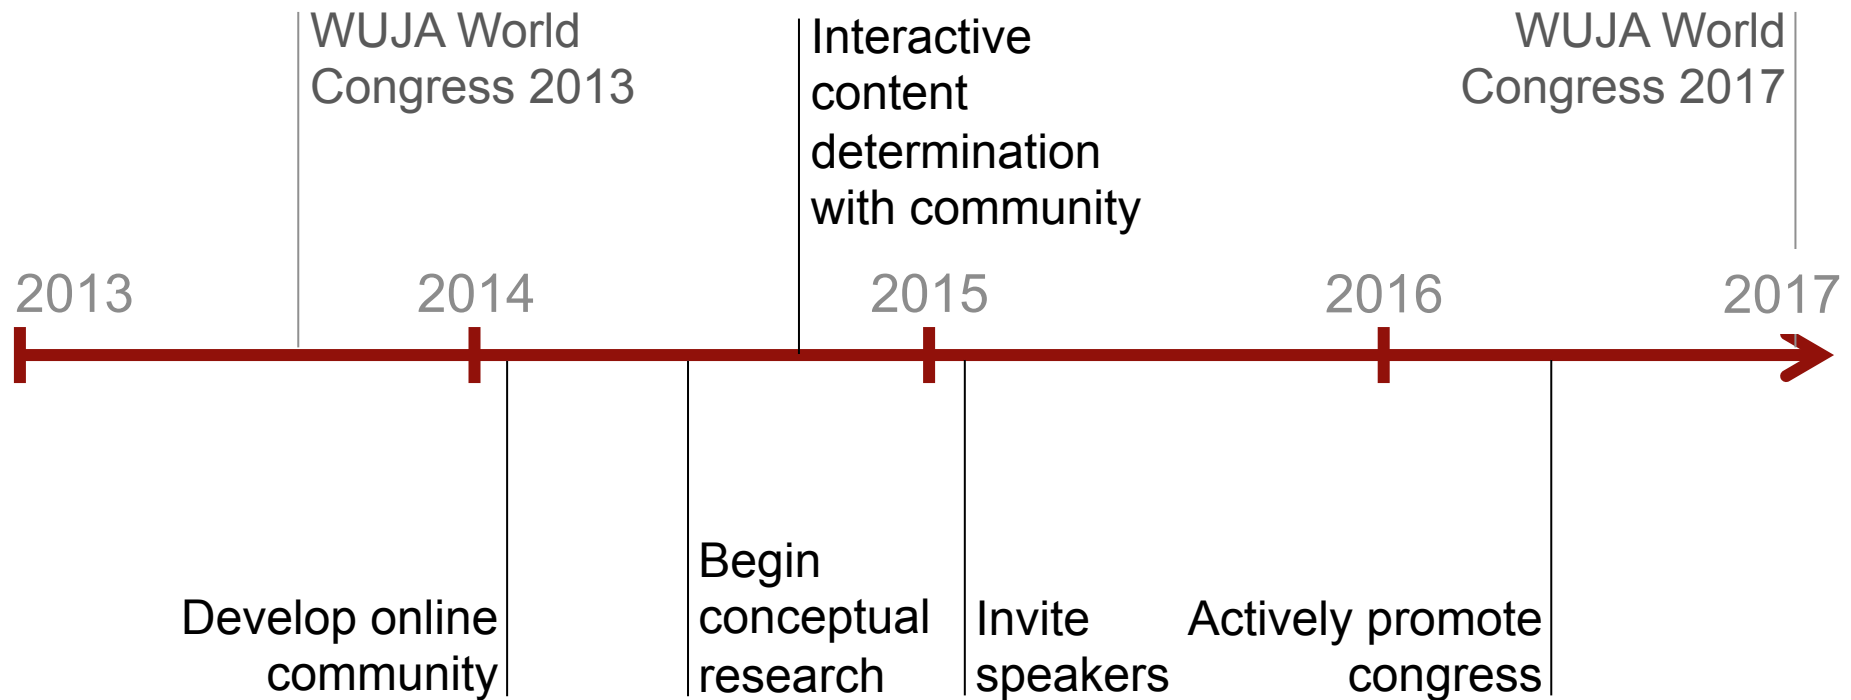 WUJA World
Congress 2013
Interactive
content
determination
with community
WUJA World
Congress 2017
2013
2014
2015
2016
2017
Develop online
community
Begin
conceptual
research
Invite
speakers
Actively promote
congress